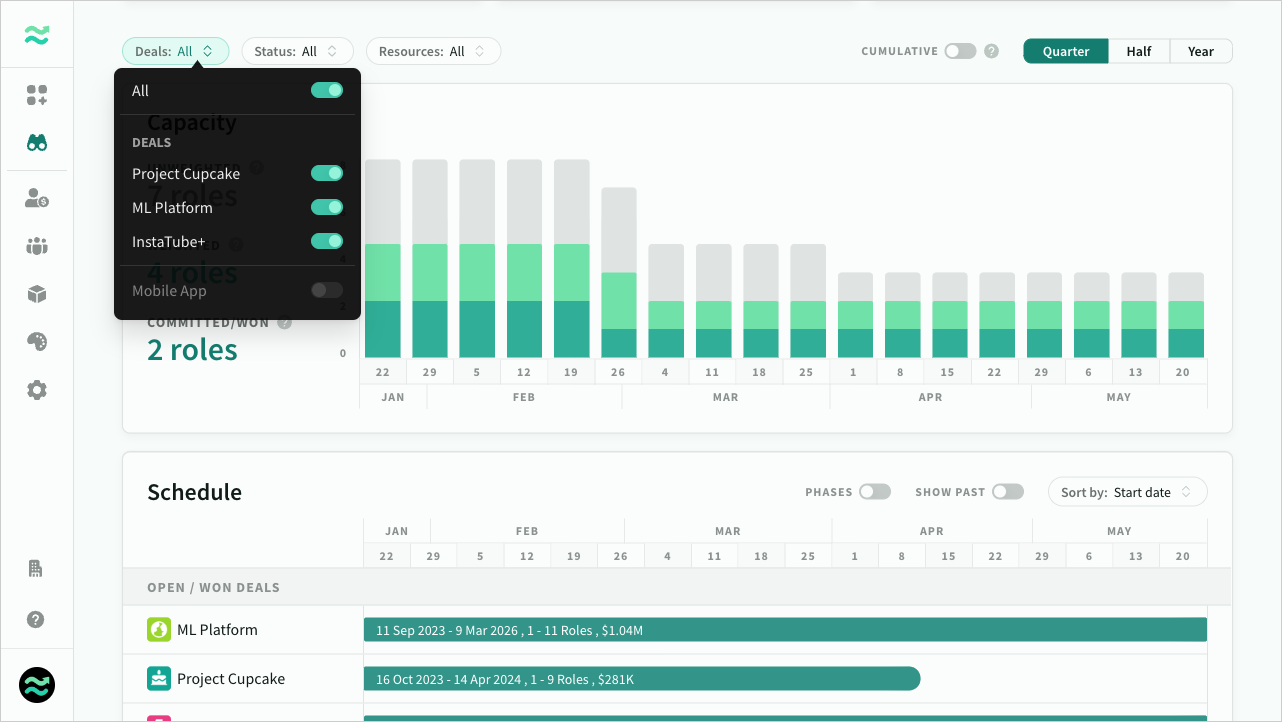 Deals: All
Status: All
Resources: All
CUMULATIVE
?
Quarter
Half
Year
All
Capacity
DEALS
Project Cupcake
7 roles
ML Platform
InstaTube+
4
4 roles
Mobile App
2
COMMITTED/WON ?
2 roles
0
22 29 5 12 19 26 4 11 18 25 1 8 15 22 29 6 13 20
JAN FEB MAR APR MAY
Schedule
PHASES
SHOW PAST
Sort by: Start date
JAN FEB MAR APR MAY
22 29 5 12 19 26 4 11 18 25 1 8 15 22 29 6 13 20
OPEN / WON DEALS
ML Platform
11 Sep 2023 - 9 Mar 2026 , 1 - 11 Roles , $1.04M
Project Cupcake
16 Oct 2023 - 14 Apr 2024 , 1 - 9 Roles , $281K